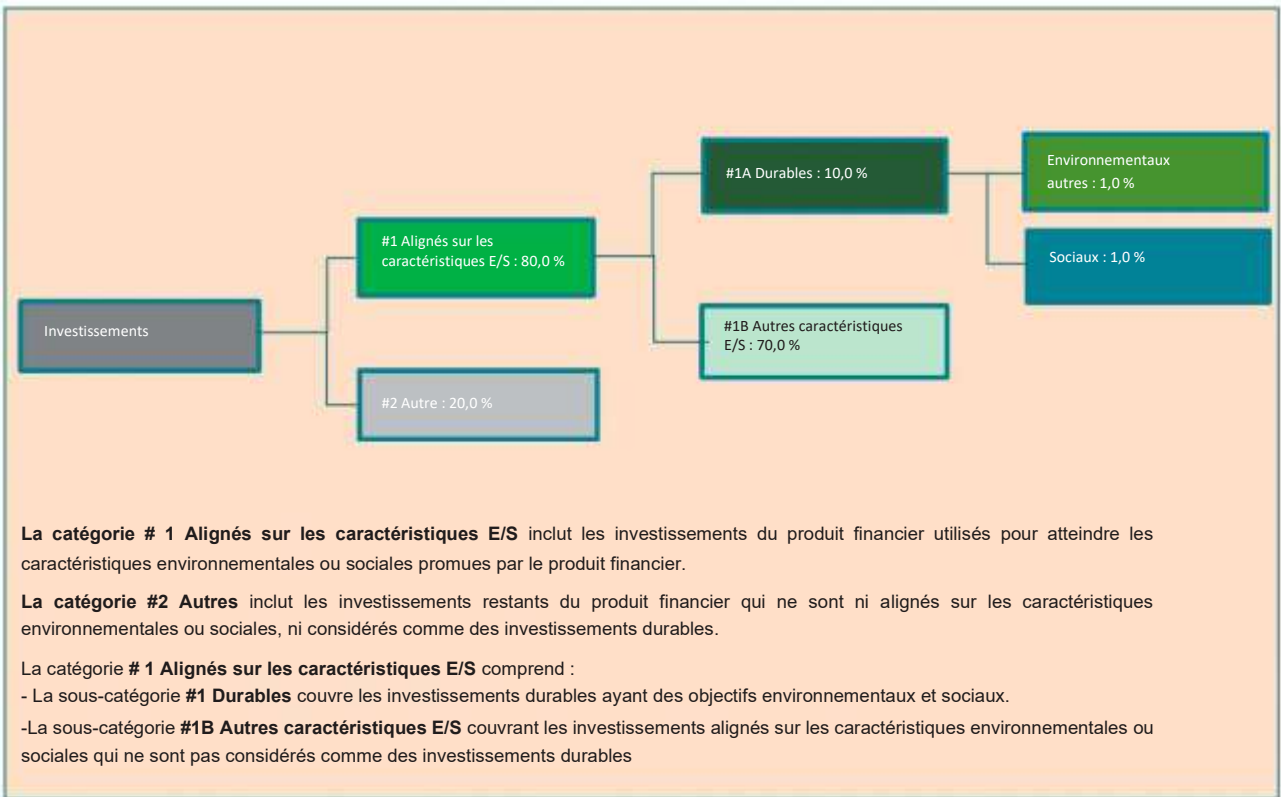 Investissements
#1 Alignés sur les
caractéristiques E/S : 80,0 %
#2 Autre : 20,0 %
#1A Durables : 10,0 %
#1B Autres caractéristiques
E/S : 70,0 %
Environnementaux
autres : 1,0 %
Sociaux : 1,0 %
La catégorie # 1 Alignés sur les caractéristiques E/S inclut les investissements du produit financier utilisés pour atteindre les
caractéristiques environnementales ou sociales promues par le produit financier.
La catégorie #2 Autres inclut les investissements restants du produit financier qui ne sont ni alignés sur les caractéristiques
environnementales ou sociales, ni considérés comme des investissements durables.
La catégorie # 1 Alignés sur les caractéristiques E/S comprend :
- La sous-catégorie #1 Durables couvre les investissements durables ayant des objectifs environnementaux et sociaux.
-La sous-catégorie #1B Autres caractéristiques E/S couvrant les investissements alignés sur les caractéristiques environnementales ou
sociales qui ne sont pas considérés comme des investissements durables